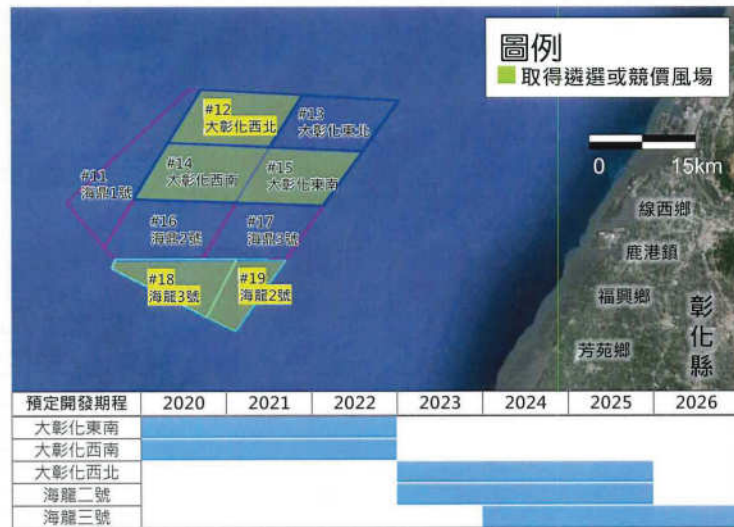 圖例
取得遴選或競價風場
#12
大彰化西北
#13
大彰化東北
#14
大彰化西南
#15
大彰化東南
#11
海鼎1號
#16
海鼎2號
#17
海鼎3號
#18
海龍3號
#19
海龍2號
0 15km
線西鄉
鹿港鎮
福興鄉
芳苑鄉
彰化縣
預定開發期程 2020 2021 2022 2023 2024 2025 2026
大彰化東南
大彰化西南
大彰化西北
海龍二號
海龍三號